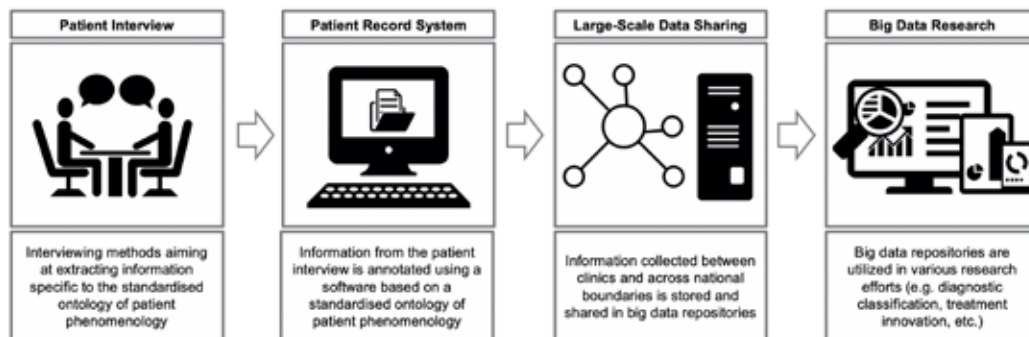 Patient Interview
Patient Record System
Large-Scale Data Sharing
Big Data Research
Interviewing methods aiming
at extracting information
specific to the standardised
ontology of patient
phenomenology
Information from the patient
interview is annotated using a
software based on a
standardised ontology of
patient phenomenology
Information collected between
clinics and across national
boundaries is stored and
shared in big data repositories
Big data repositories are
utilized in various research
efforts (e.g. diagnostic
classification, treatment
innovation, etc.)